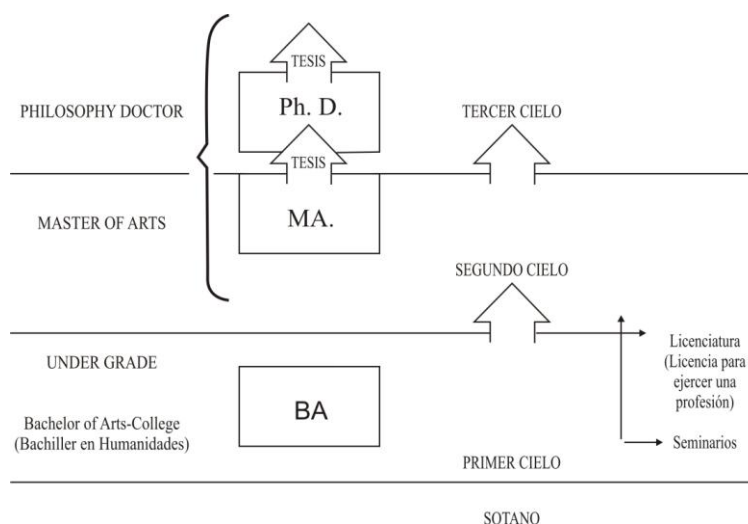 TESIS
PHILOSOPHY DOCTOR
Ph. D.
TERCER CIELO
TESIS
MASTER OF ARTS
MA.
SEGUNDO CIELO
UNDER GRADE
Licenciatura
(Licencia para
ejercer una
profesión)
BA
Bachelor of Arts-College
(Bachiller en Humanidades)
Seminarios
PRIMER CIELO
SOTANO